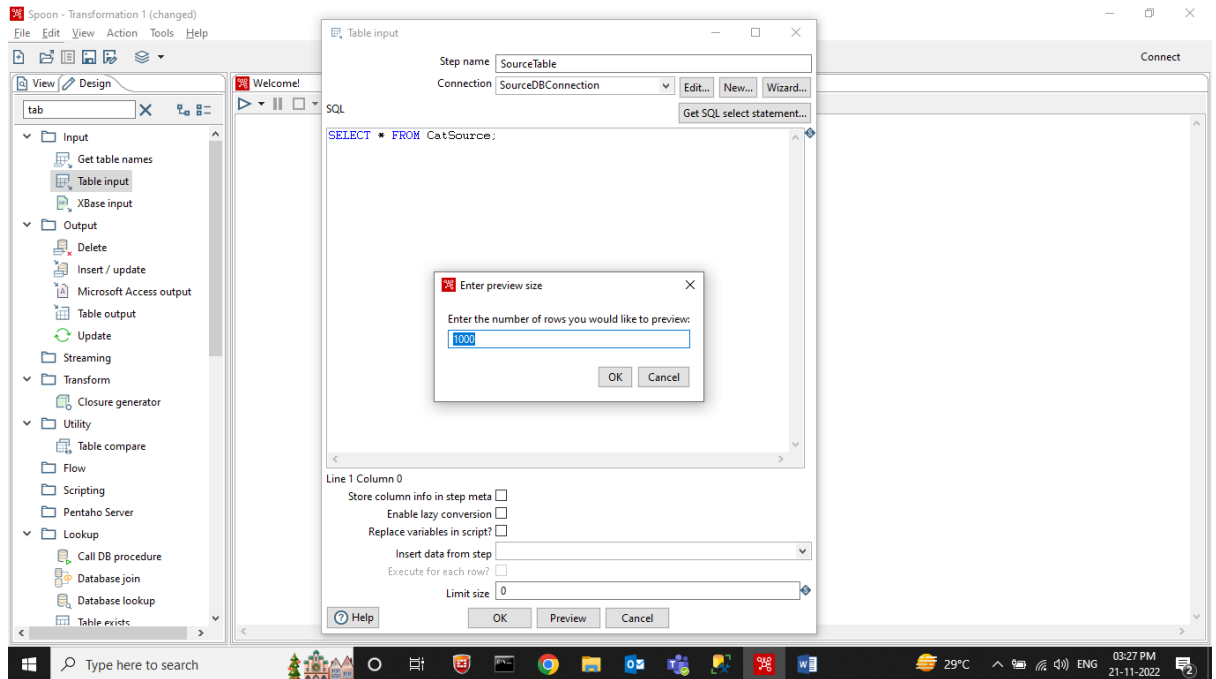 Spoon - Transformation 1 (changed)
File Edit View Action Tools Help
Connect
View Design
tab
Input
Get table names
Table input
XBase input
Output
Delete
Insert / update
Microsoft Access output
Table output
Update
Streaming
Transform
Closure generator
Utility
Table compare
Flow
Scripting
Pentaho Server
Lookup
Call DB procedure
Database join
Database lookup
Table exists
Welcome!
Table input
Step name SourceTable
Connection SourceDBConnection Edit... New... Wizard...
SQL Get SQL select statement...
SELECT * FROM CatSource;
Enter preview size
Enter the number of rows you would like to preview:
1000
OK Cancel
Line 1 Column 0
Store column info in step meta
Enable lazy conversion
Replace variables in script?
Insert data from step
Execute for each row?
Limit size 0
Help OK Preview Cancel
Type here to search
29°C ENG 03:27 PM
21-11-2022
2